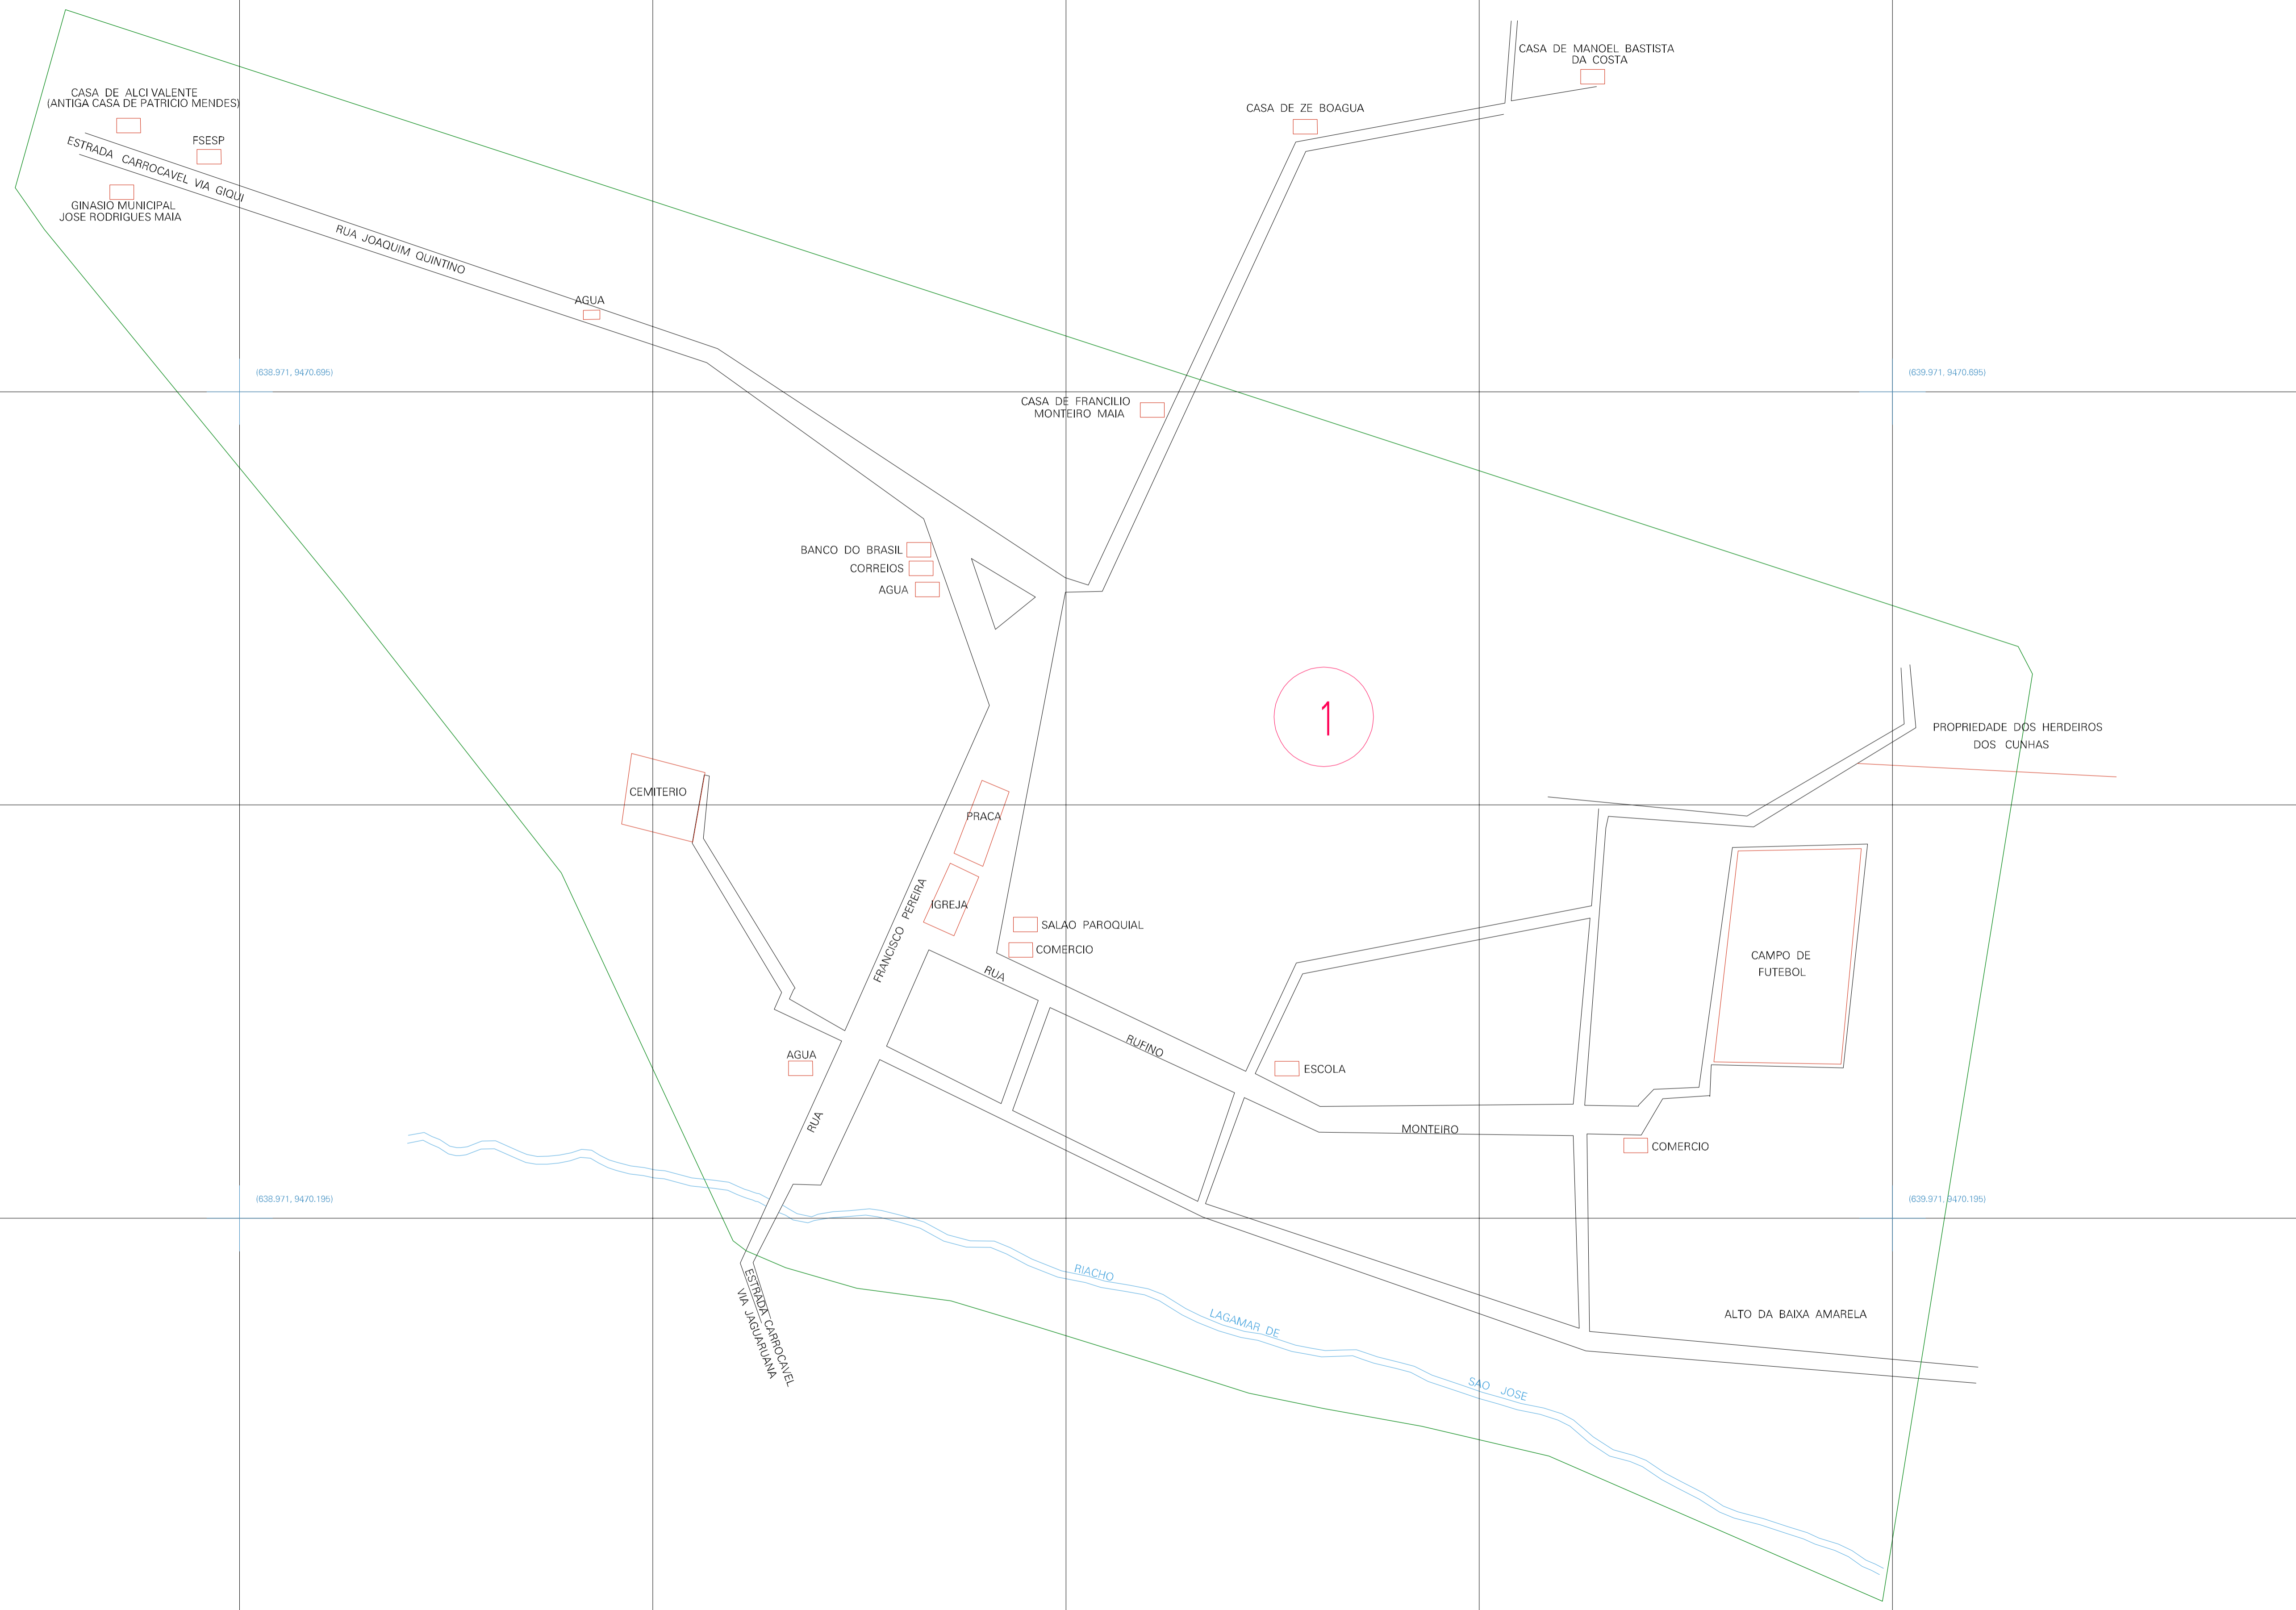 CASA DE MANOEL BASTISTA
DA COSTA
CASA DE ALCI VALENTE
(ANTIGA CASA DE PATRICIO MENDES)
CASA DE ZE BOAGUA
FSESP
ESTRADA CARROCAVEL VIA GIQUI
GINASIO MUNICIPAL
JOSE RODRIGUES MAIA
RUA JOAQUIM QUINTINO
AGUA
(638.971, 9470.695)
(639.971, 9470.695)
CASA DE FRANCILIO
MONTEIRO MAIA
BANCO DO BRASIL
CORREIOS
AGUA
1
PROPRIEDADE DOS HERDEIROS
DOS CUNHAS
CEMITERIO
PRACA
IGREJA
SALAO PAROQUIAL
COMERCIO
RUA FRANCISCO PEREIRA
CAMPO DE
FUTEBOL
RUA RUFINO MONTEIRO
AGUA
ESCOLA
COMERCIO
(638.971, 9470.195)
(639.971, 9470.195)
RIACHO LAGAMAR DE SAO JOSE
ESTRADA CARROCAVEL
VIA JAGUARUANA
ALTO DA BAIXA AMARELA